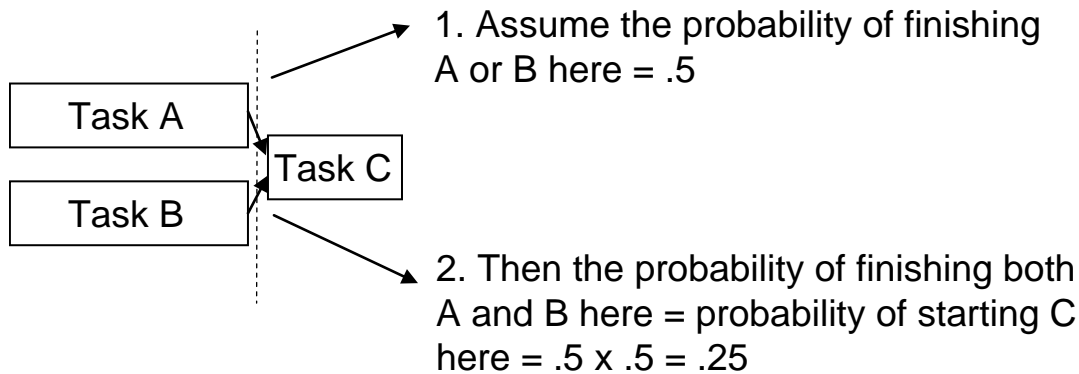 1. Assume the probability of finishing
A or B here = .5
Task A
Task C
Task B
2. Then the probability of finishing both
A and B here = probability of starting C
here = .5 x .5 = .25